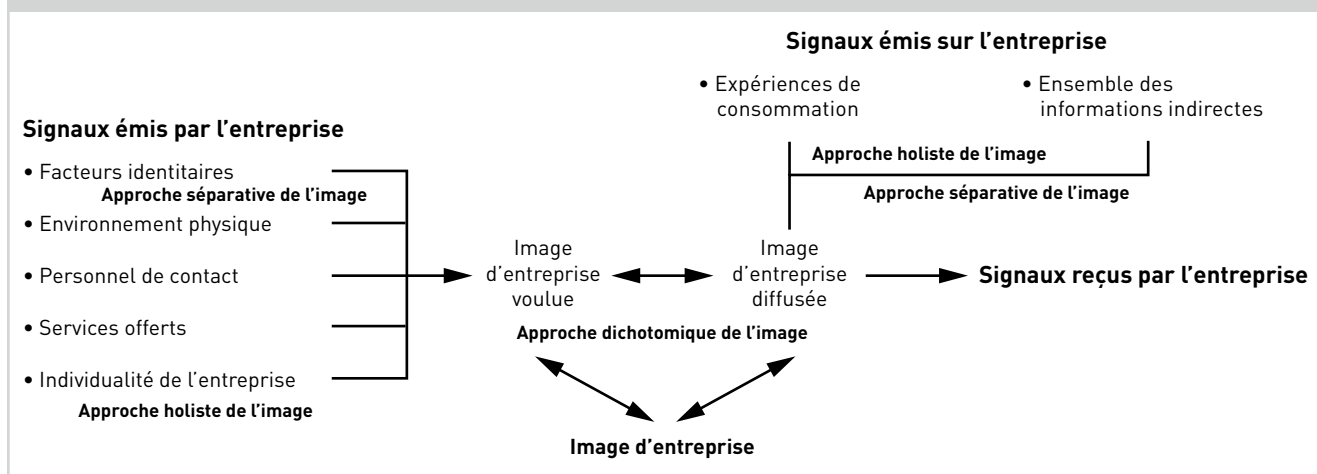 Signaux émis sur l'entreprise
• Expériences de
consommation
• Ensemble des
informations indirectes
Approche holiste de l'image
Approche séparative de l'image
Signaux émis par l'entreprise
• Facteurs identitaires
Approche séparative de l'image
• Environnement physique
• Personnel de contact
• Services offerts
• Individualité de l'entreprise
Approche holiste de l'image
Image
d'entreprise
voulue
Image
d'entreprise
diffusée
Signaux reçus par l'entreprise
Approche dichotomique de l'image
Image d'entreprise